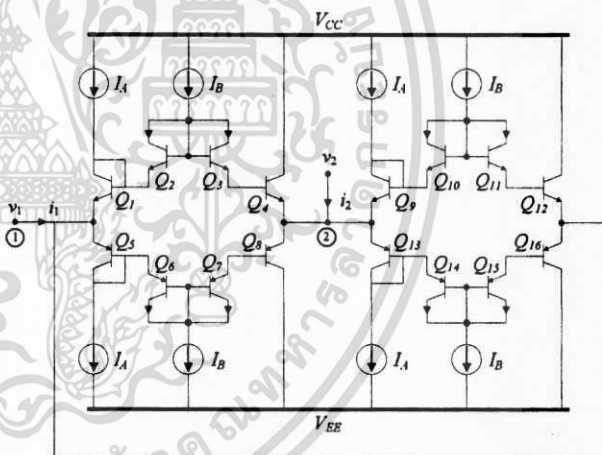 V_CC
I_A I_B I_A I_B
v_2
Q_2 Q_3 Q_10 Q_11
v_1 i_1 Q_1 Q_4 i_2 Q_9 Q_12
① ②
Q_5 Q_8 Q_13 Q_16
Q_6 Q_7 Q_14 Q_15
I_A I_B I_A I_B
V_EE